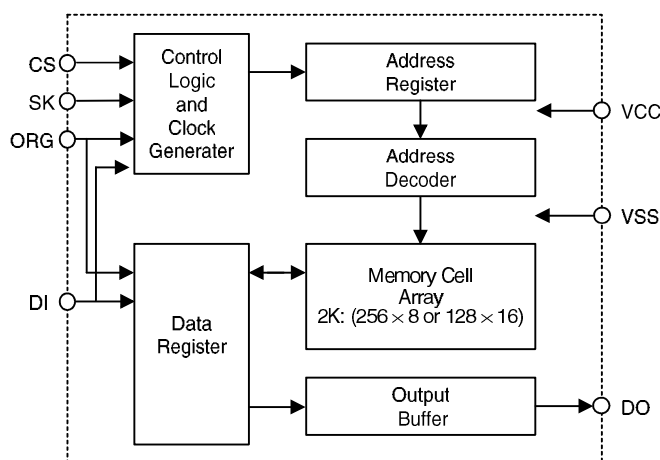 CS
SK
ORG
DI
Control
Logic
and
Clock
Generater
Address
Register
Address
Decoder
VCC
VSS
Data
Register
Memory Cell
Array
2K: (256 × 8 or 128 × 16)
Output
Buffer
DO